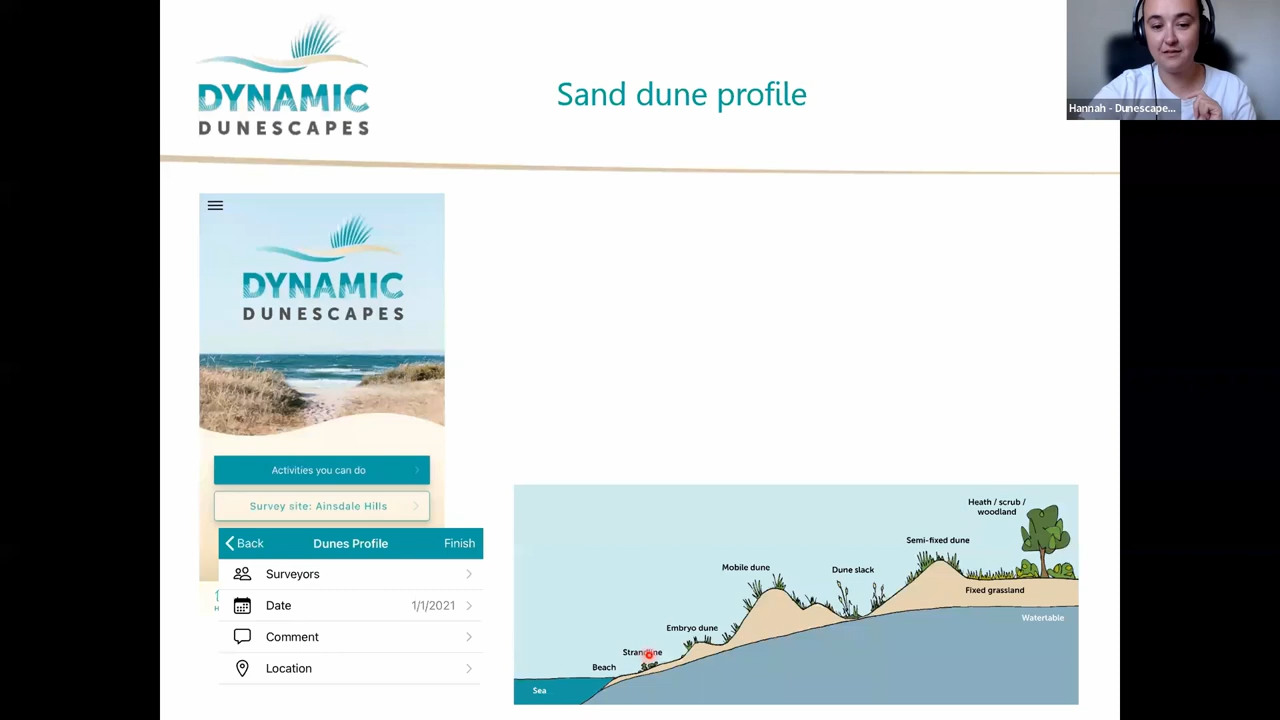 DYNAMIC
DUNESCAPES
Sand dune profile
Hannah - Dunescape...
DYNAMIC
DUNESCAPES
Activities you can do
Survey site: Ainsdale Hills
Back
Dunes Profile
Finish
Surveyors
Date
1/1/2021
Comment
Location
Heath / scrub /
woodland
Semi-fixed dune
Mobile dune
Dune slack
Fixed grassland
Watertable
Embryo dune
Strandline
Beach
Sea